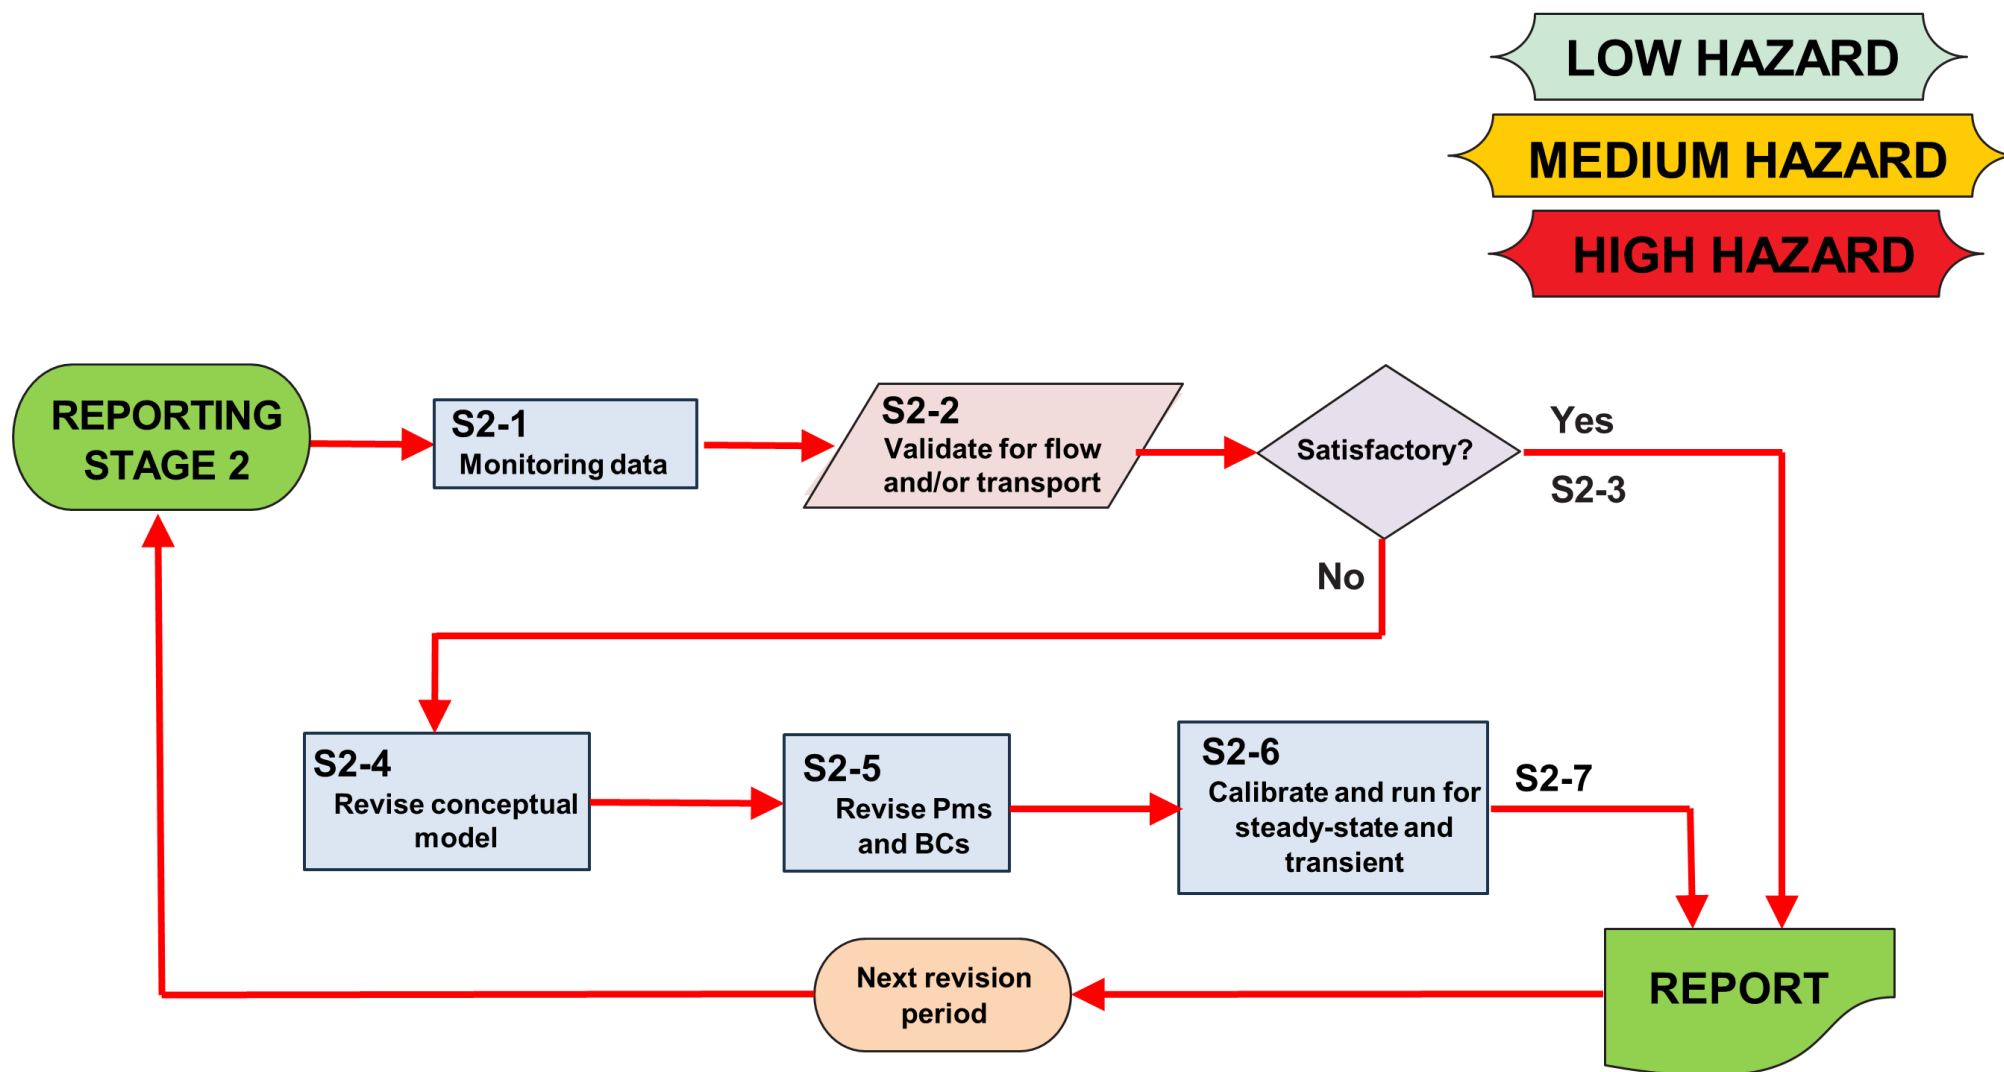 LOW HAZARD
MEDIUM HAZARD
HIGH HAZARD
REPORTING
STAGE 2
S2-1
Monitoring data
S2-2
Validate for flow
and/or transport
Satisfactory?
Yes
S2-3
No
S2-4
Revise conceptual
model
S2-5
Revise Pms
and BCs
S2-6
Calibrate and run for
steady-state and
transient
S2-7
REPORT
Next revision
period